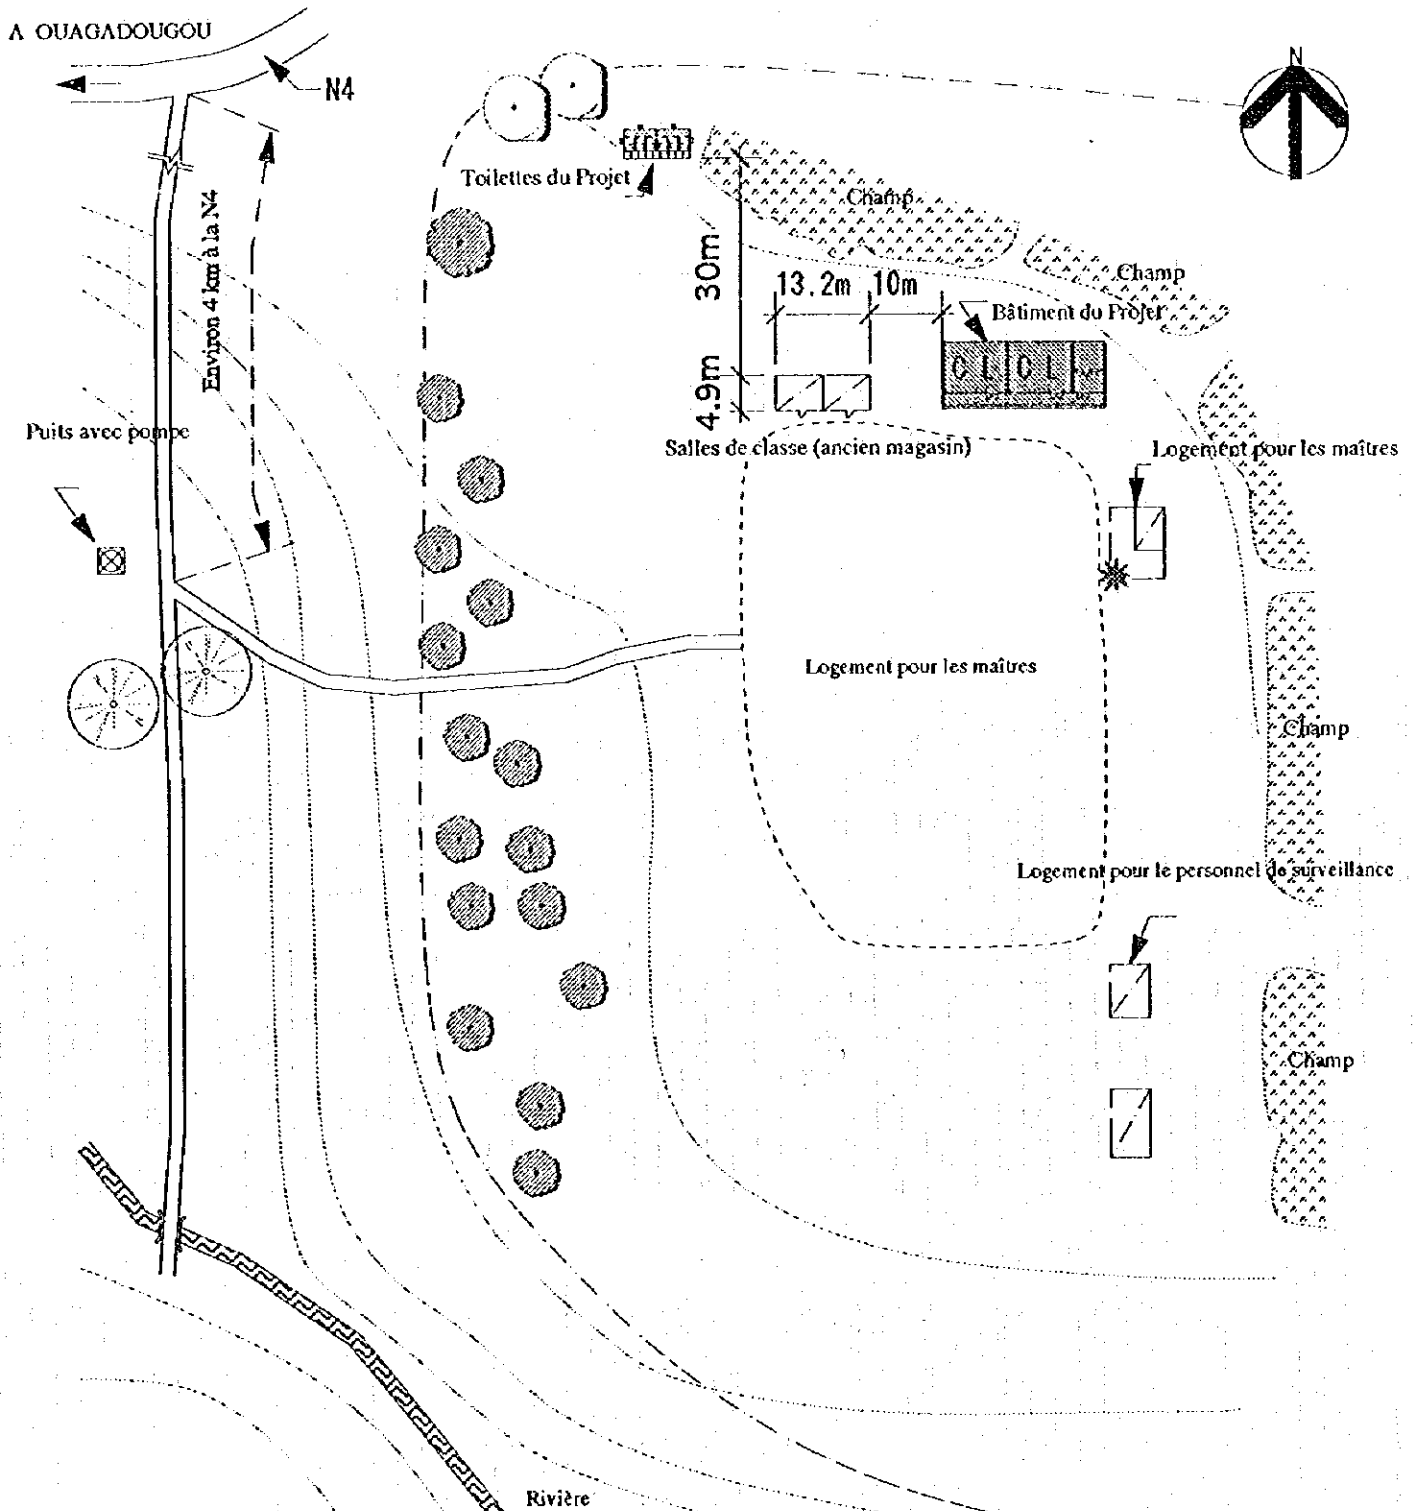 A OUAGADOUGOU
N4
N
Toilettes du Projet
Champ
Environ 4 km à la N4
30m
Champ
13.2m
10m
Bâtiment du Projet
C L C L
4.9m
Puits avec pompe
Salles de classe (ancien magasin)
Logement pour les maîtres
Logement pour les maîtres
Champ
Logement pour le personnel de surveillance
Champ
Rivière